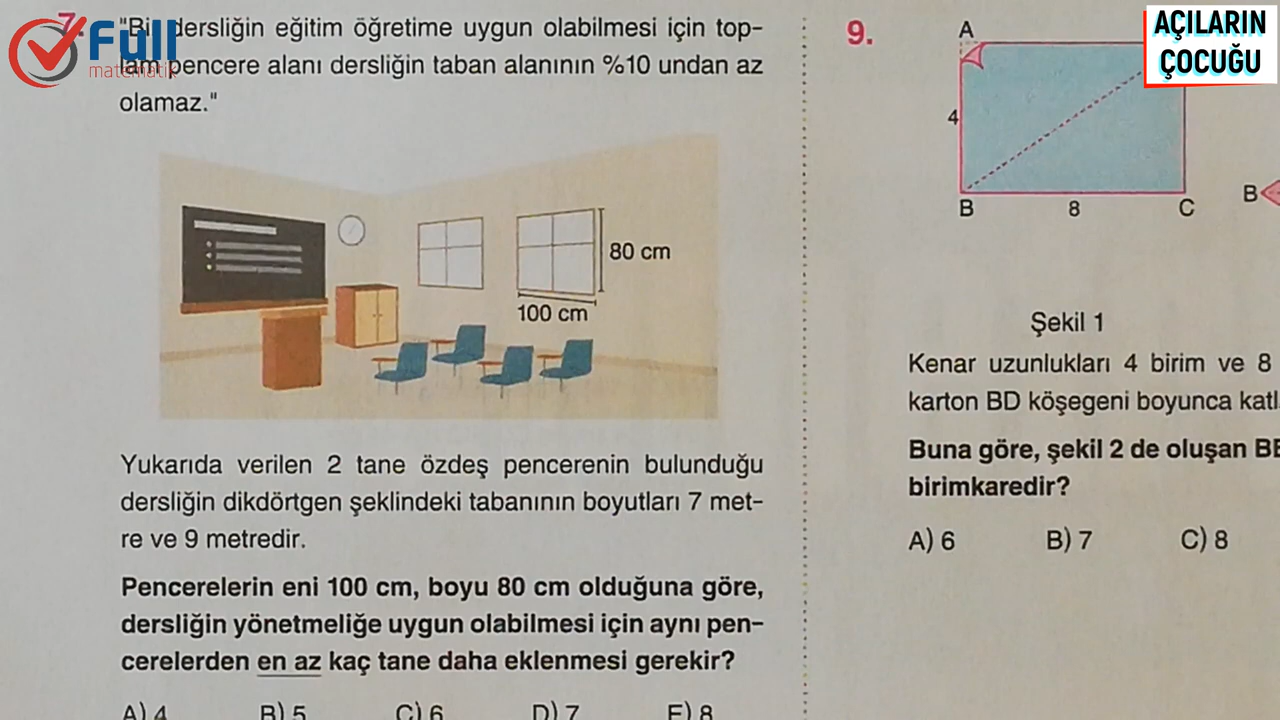 7. "Bir dersliğin eğitim öğretime uygun olabilmesi için top-
lam pencere alanı dersliğin taban alanının %10 undan az
olamaz."
Full
matematik
80 cm
100 cm
Yukarıda verilen 2 tane özdeş pencerenin bulunduğu
dersliğin dikdörtgen şeklindeki tabanının boyutları 7 met-
re ve 9 metredir.
Pencerelerin eni 100 cm, boyu 80 cm olduğuna göre,
dersliğin yönetmeliğe uygun olabilmesi için aynı pen-
cerelerden en az kaç tane daha eklenmesi gerekir?
A) 4 B) 5 C) 6 D) 7 E) 8
9.
AÇILARIN
ÇOCUĞU
A
4
B 8 C
B
Şekil 1
Kenar uzunlukları 4 birim ve 8
karton BD köşegeni boyunca katl
Buna göre, şekil 2 de oluşan
birimkaredir?
A) 6 B) 7 C) 8